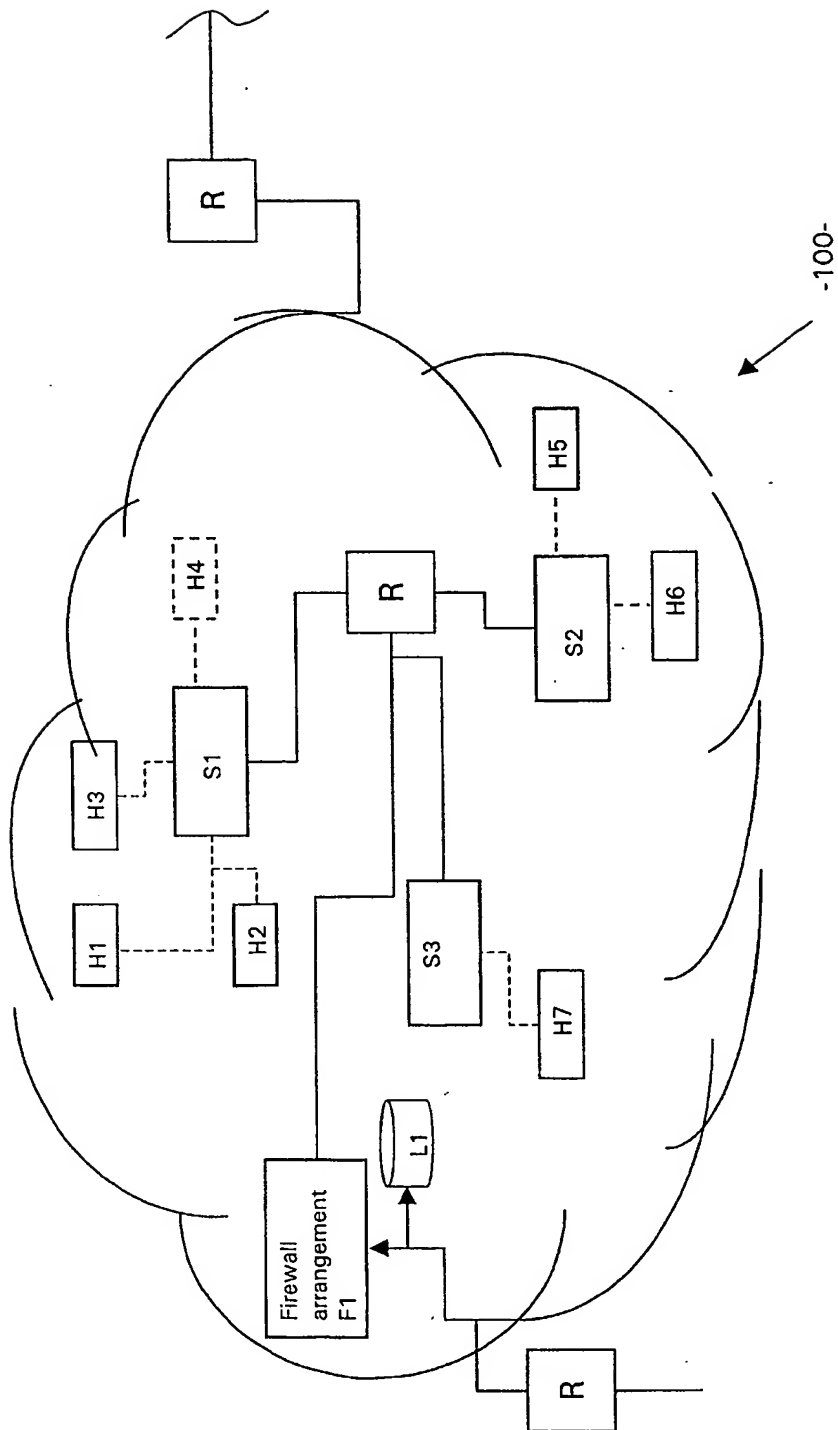 R
-100-
H5
H4
R
H6
S2
H3
S1
H1
H2
S3
H7
L1
Firewall
arrangement
F1
R